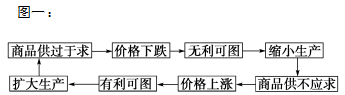 图一：
商品供过于求 价格下跌 无利可图 缩小生产
扩大生产 有利可图 价格上涨 商品供不应求